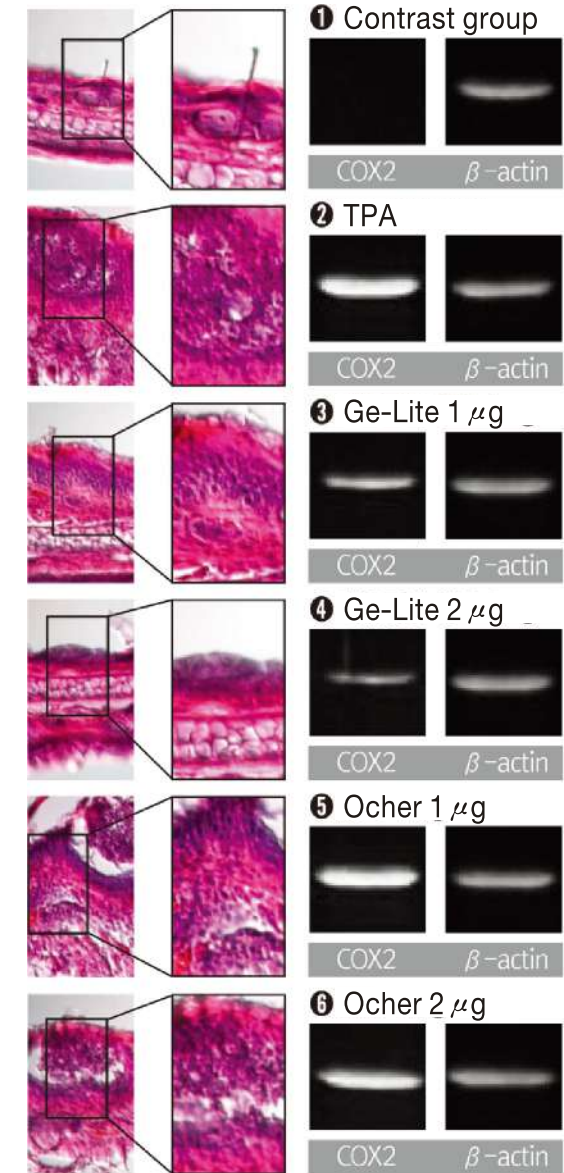 ❶ Contrast group
COX2 β-actin
❷ TPA
COX2 β-actin
❸ Ge-Lite 1 μg
COX2 β-actin
❹ Ge-Lite 2 μg
COX2 β-actin
❺ Ocher 1 μg
COX2 β-actin
❻ Ocher 2 μg
COX2 β-actin